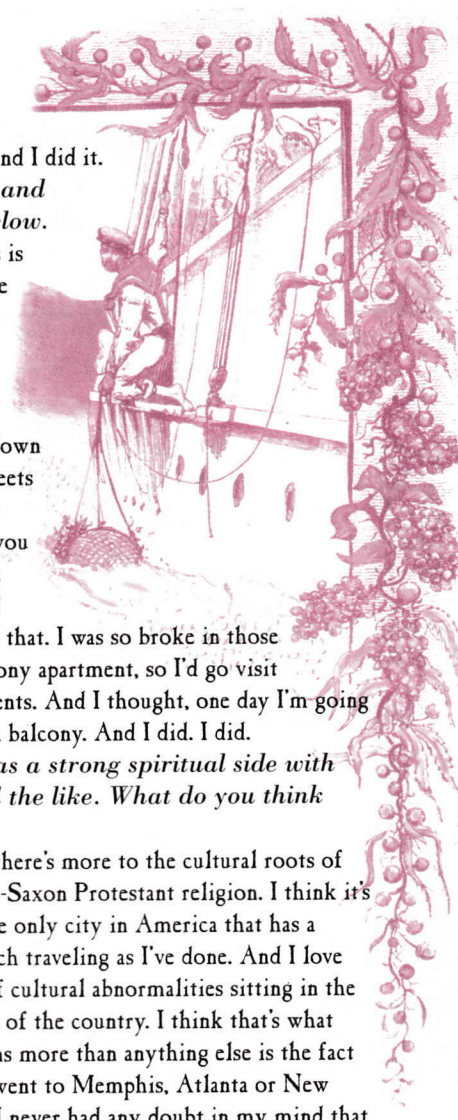 nd I did it.
and
low.
is
e
own
eets
you
that. I was so broke in those
ony apartment, so I'd go visit
ents. And I thought, one day I'm going
balcony. And I did. I did.
as a strong spiritual side with
the like. What do you think
here's more to the cultural roots of
-Saxon Protestant religion. I think it's
e only city in America that has a
ch traveling as I've done. And I love
f cultural abnormalities sitting in the
of the country. I think that's what
ns more than anything else is the fact
went to Memphis, Atlanta or New
I never had any doubt in my mind that